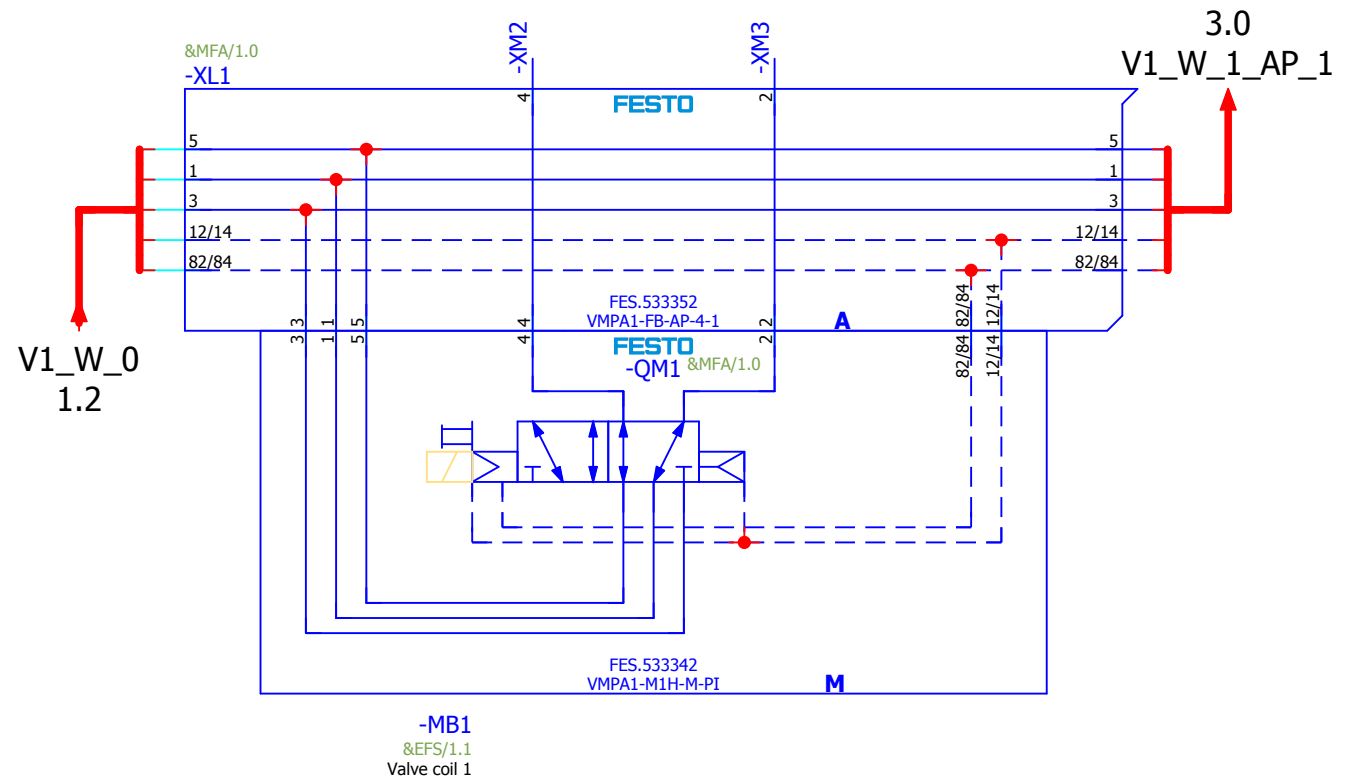 3.0
V1_W_1_AP_1
&MFA/1.0
-XL1
-XM2
-XM3
4
2
FESTO
5
5
1
1
3
3
12/14
12/14
82/84
82/84
FES.533352
VMPA1-FB-AP-4-1
A
3 3
1 1
5 5
4 4
2 2
82/84 82/84
12/14 12/14
FESTO
-QM1
&MFA/1.0
V1_W_0
1.2
FES.533342
VMPA1-M1H-M-PI
M
-MB1
&EFS/1.1
Valve coil 1